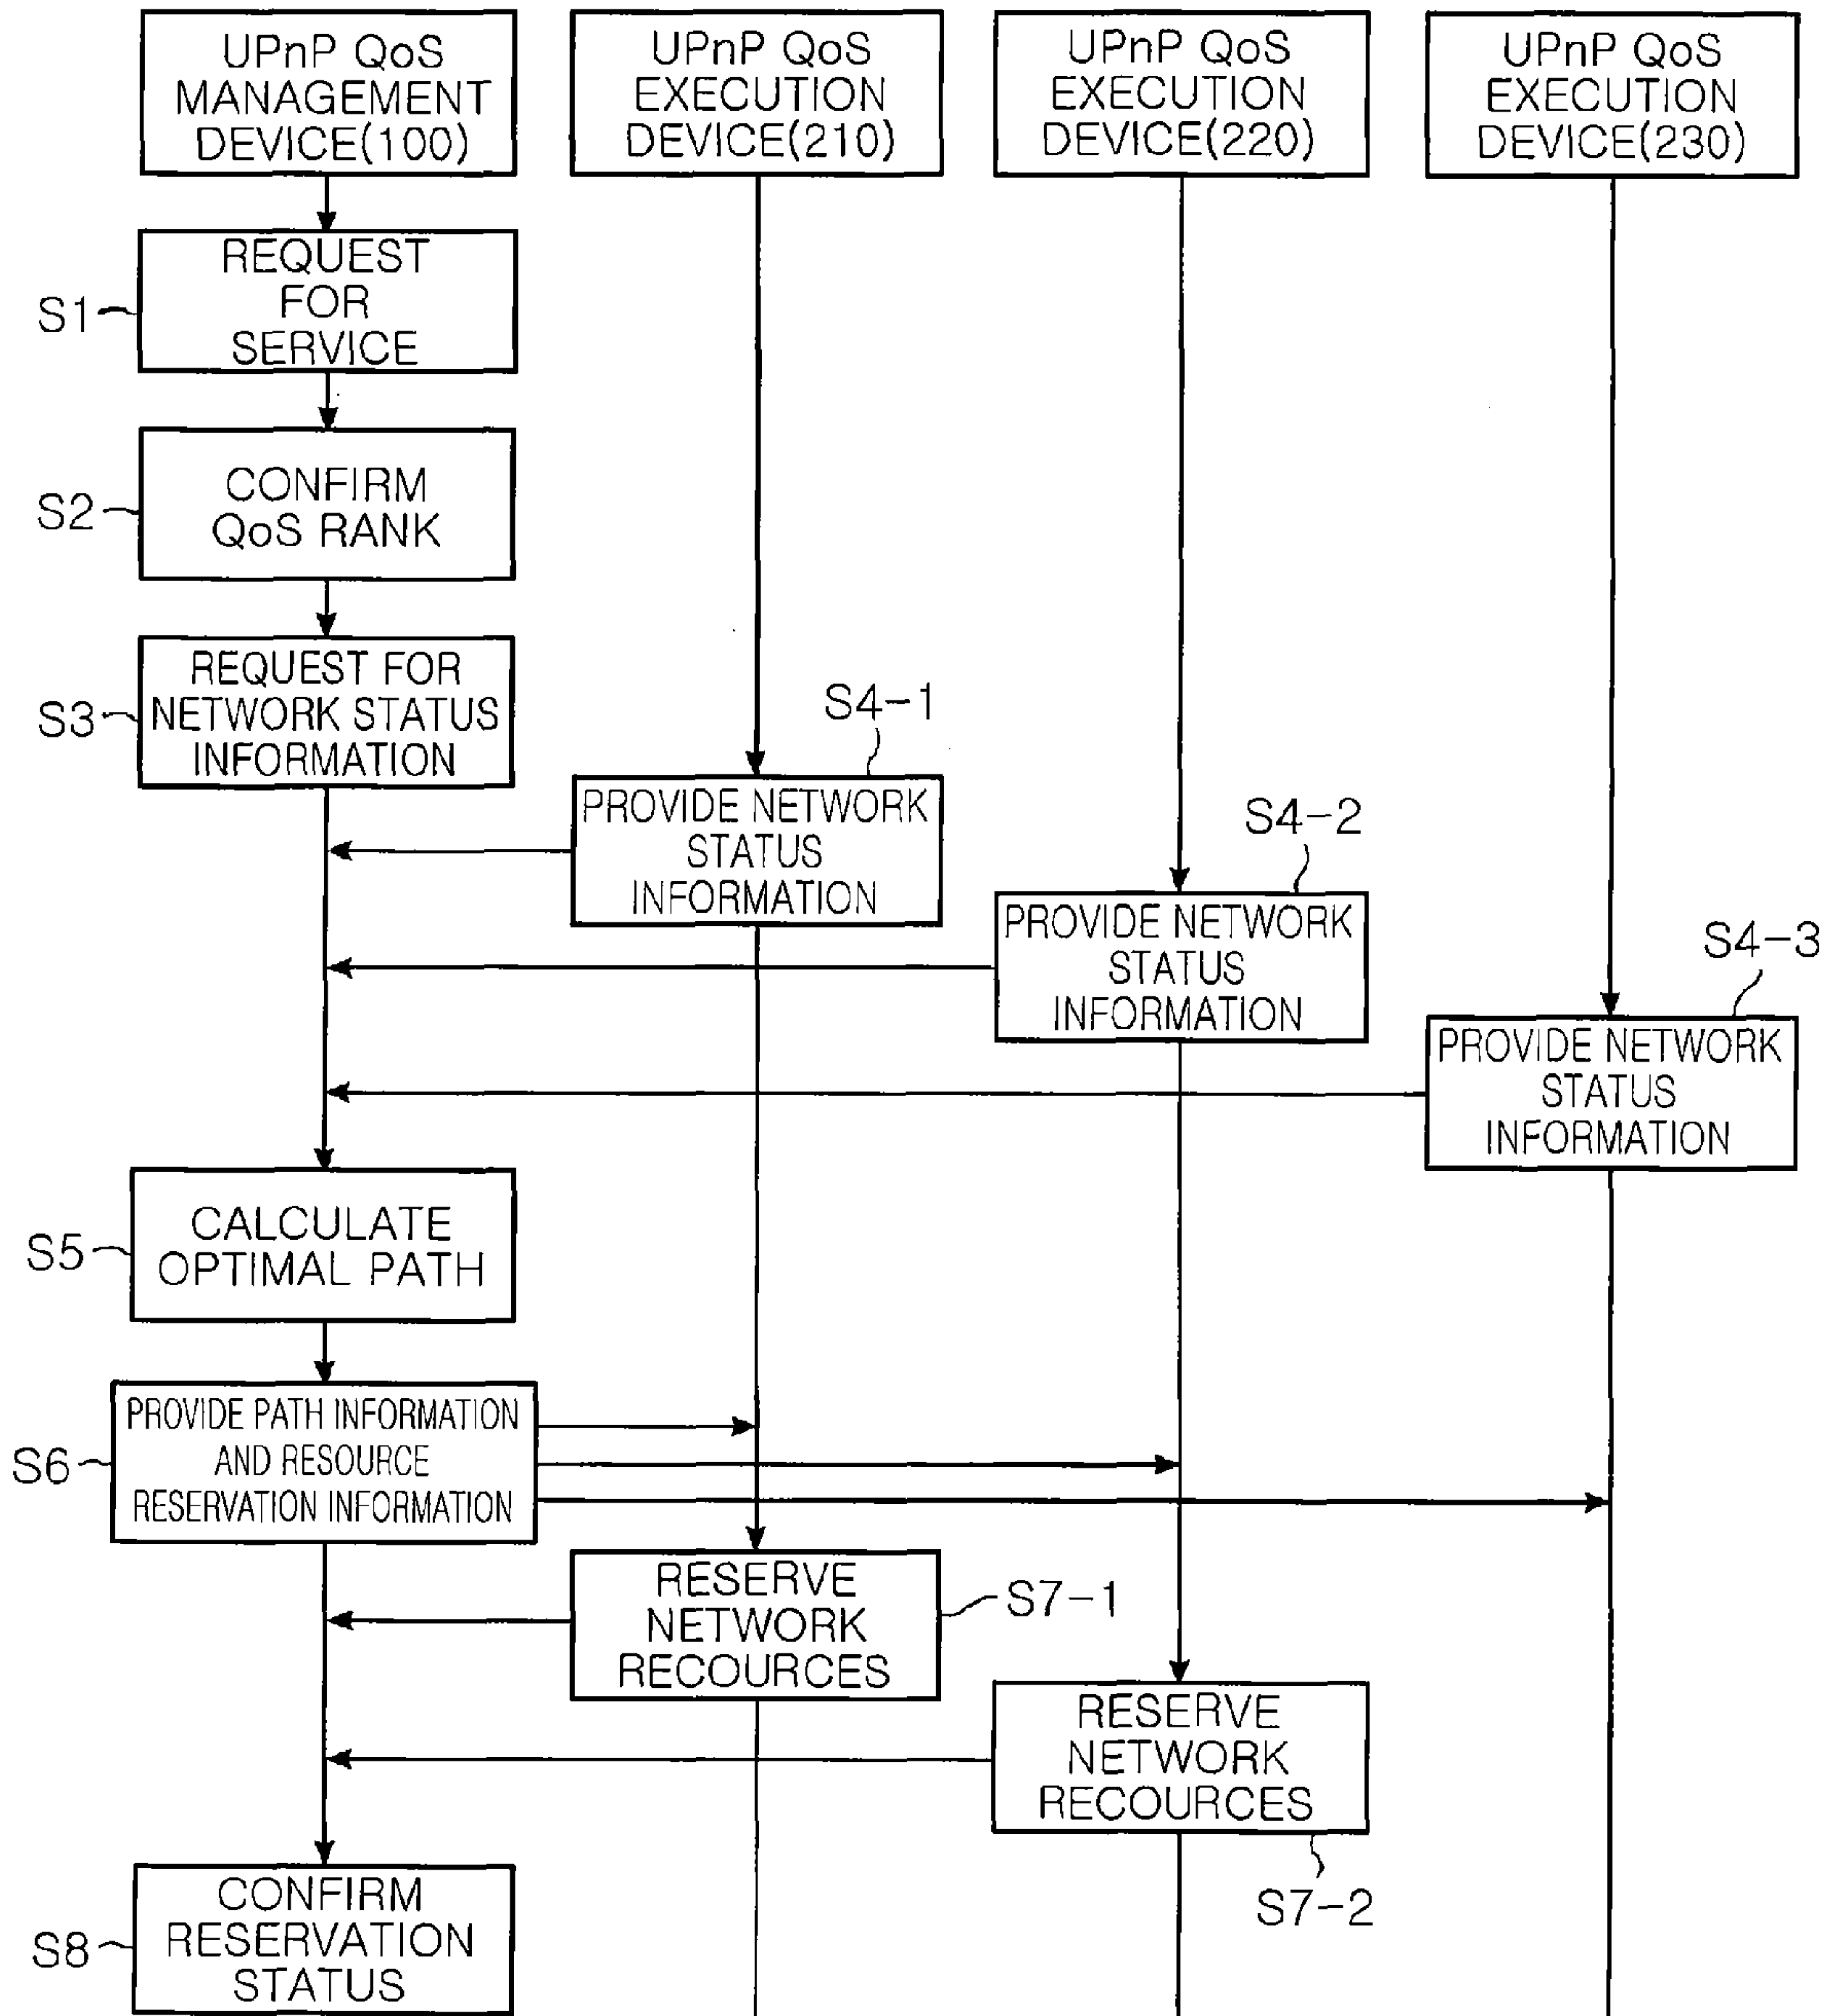 UPnP QoS
MANAGEMENT
DEVICE(100)
UPnP QoS
EXECUTION
DEVICE(210)
UPnP QoS
EXECUTION
DEVICE(220)
UPnP QoS
EXECUTION
DEVICE(230)
S1
REQUEST
FOR
SERVICE
S2
CONFIRM
QoS RANK
S3
REQUEST FOR
NETWORK STATUS
INFORMATION
S4-1
PROVIDE NETWORK
STATUS
INFORMATION
S4-2
PROVIDE NETWORK
STATUS
INFORMATION
S4-3
PROVIDE NETWORK
STATUS
INFORMATION
S5
CALCULATE
OPTIMAL PATH
S6
PROVIDE PATH INFORMATION
AND RESOURCE
RESERVATION INFORMATION
RESERVE
NETWORK
RECOURCES
S7-1
RESERVE
NETWORK
RECOURCES
S7-2
S8
CONFIRM
RESERVATION
STATUS